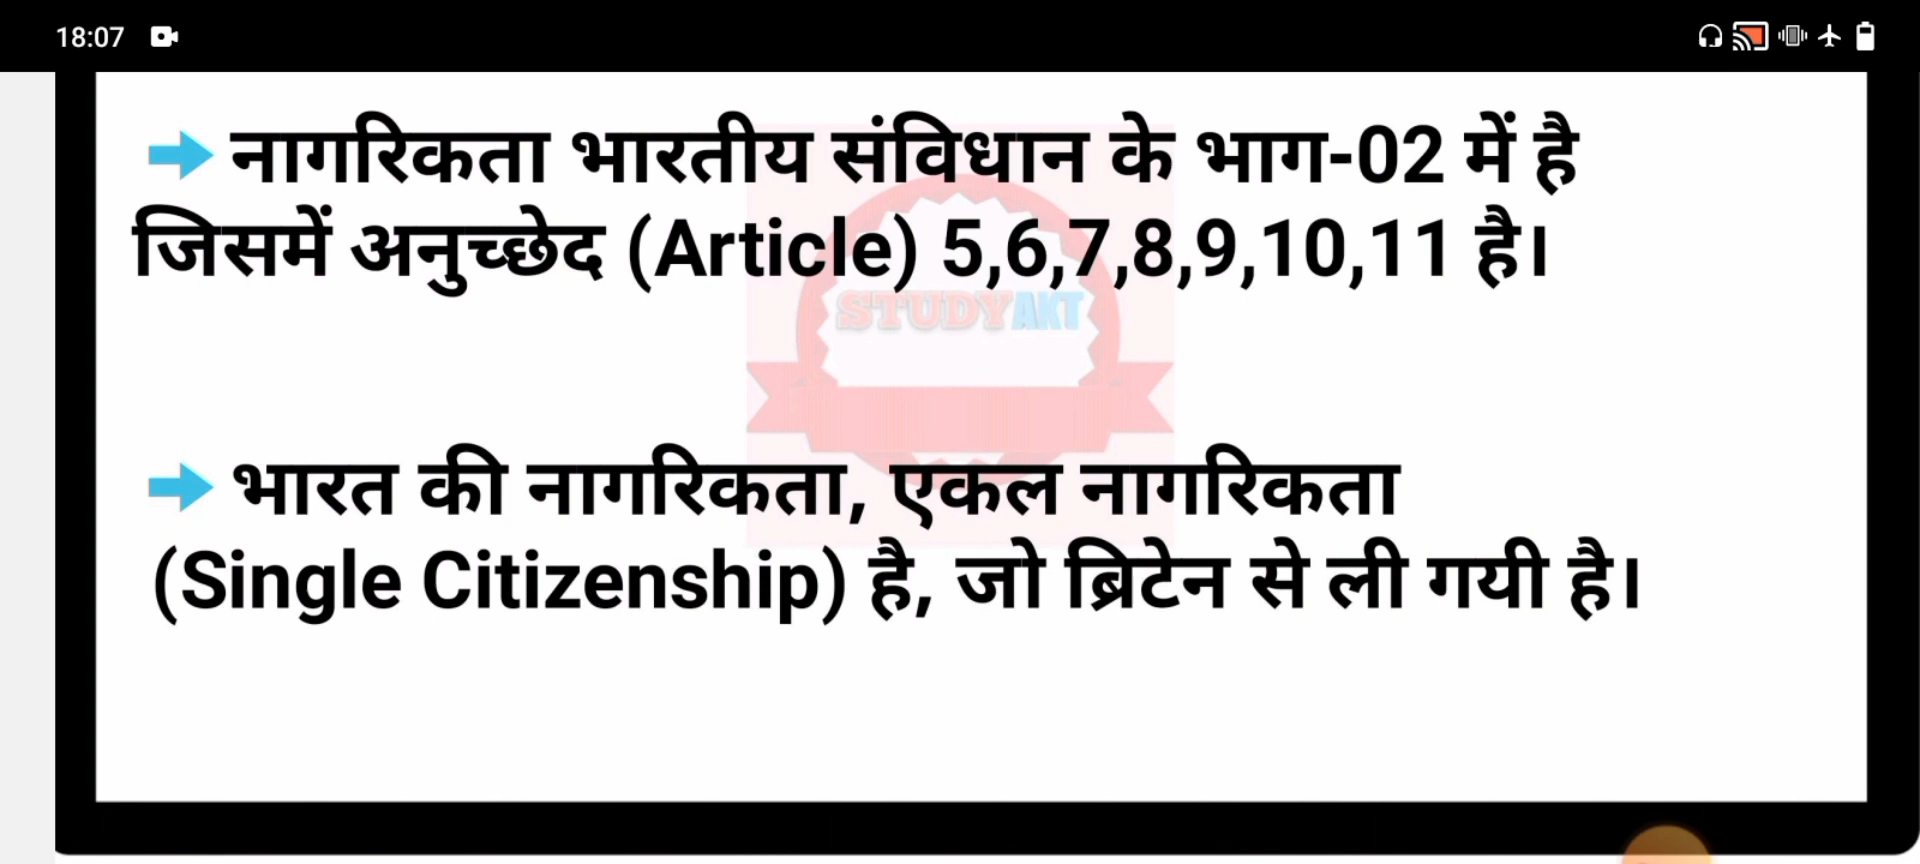 18:07
➡ नागरिकता भारतीय संविधान के भाग-02 में है
जिसमें अनुच्छेद (Article) 5,6,7,8,9,10,11 है।
STUDYAKT
➡ भारत की नागरिकता, एकल नागरिकता
(Single Citizenship) है, जो ब्रिटेन से ली गयी है।